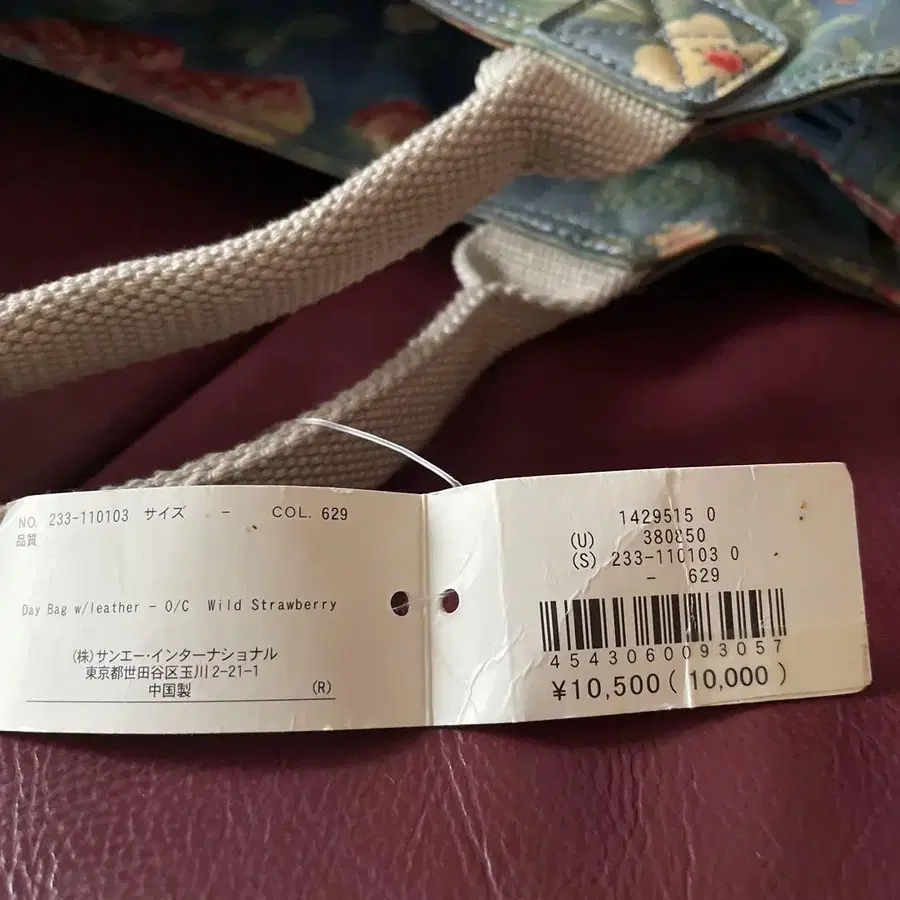 NO. 233-110103 サイズ - COL. 629
品質
Day Bag w/leather - O/C Wild Strawberry
(株)サンエー・インターナショナル
東京都世田谷区玉川2-21-1
中国製 (R)
1429515 0
(U) 380850
(S) 233-110103 0
- 629
4543060093057
¥10,500(10,000)